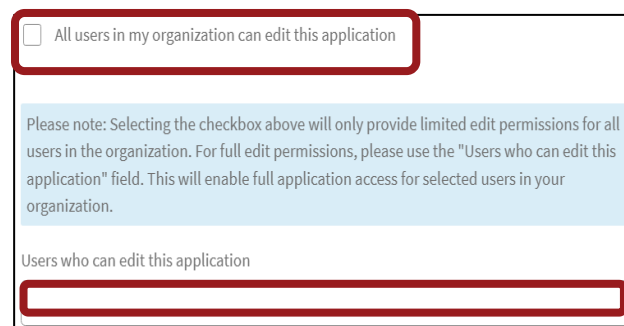 All users in my organization can edit this application
Please note: Selecting the checkbox above will only provide limited edit permissions for all
users in the organization. For full edit permissions, please use the "Users who can edit this
application" field. This will enable full application access for selected users in your
organization.
Users who can edit this application